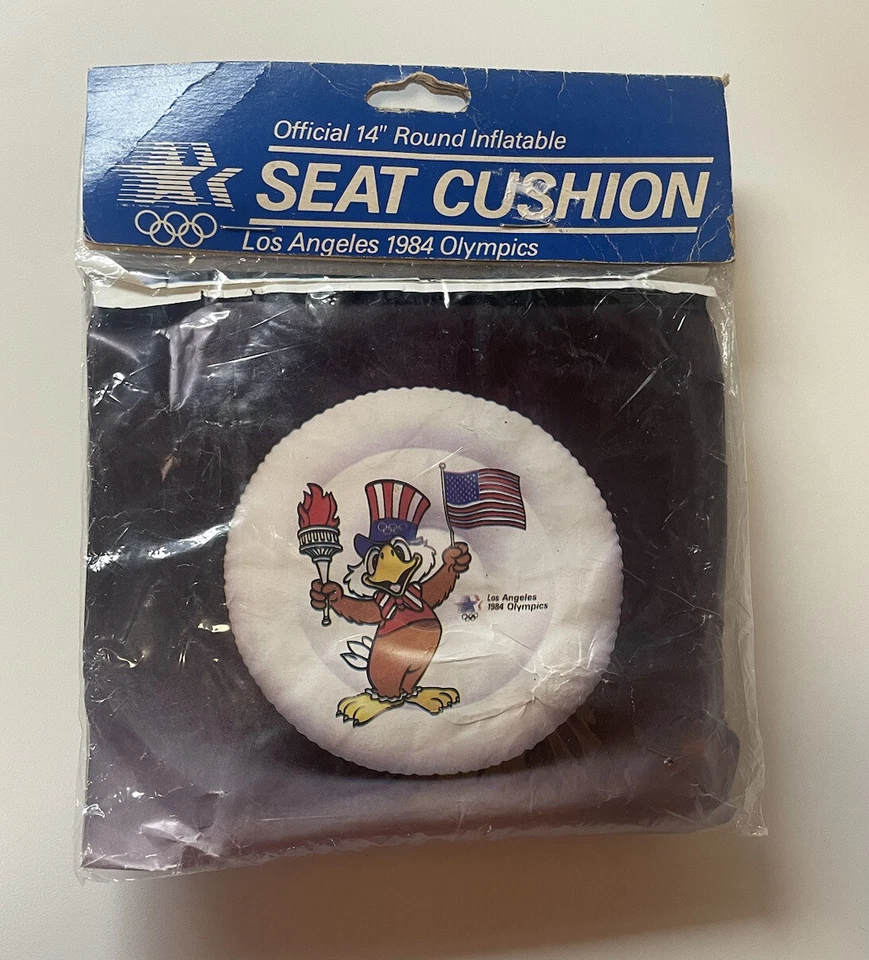 Official 14" Round Inflatable
SEAT CUSHION
Los Angeles 1984 Olympics
Los Angeles
1984 Olympics